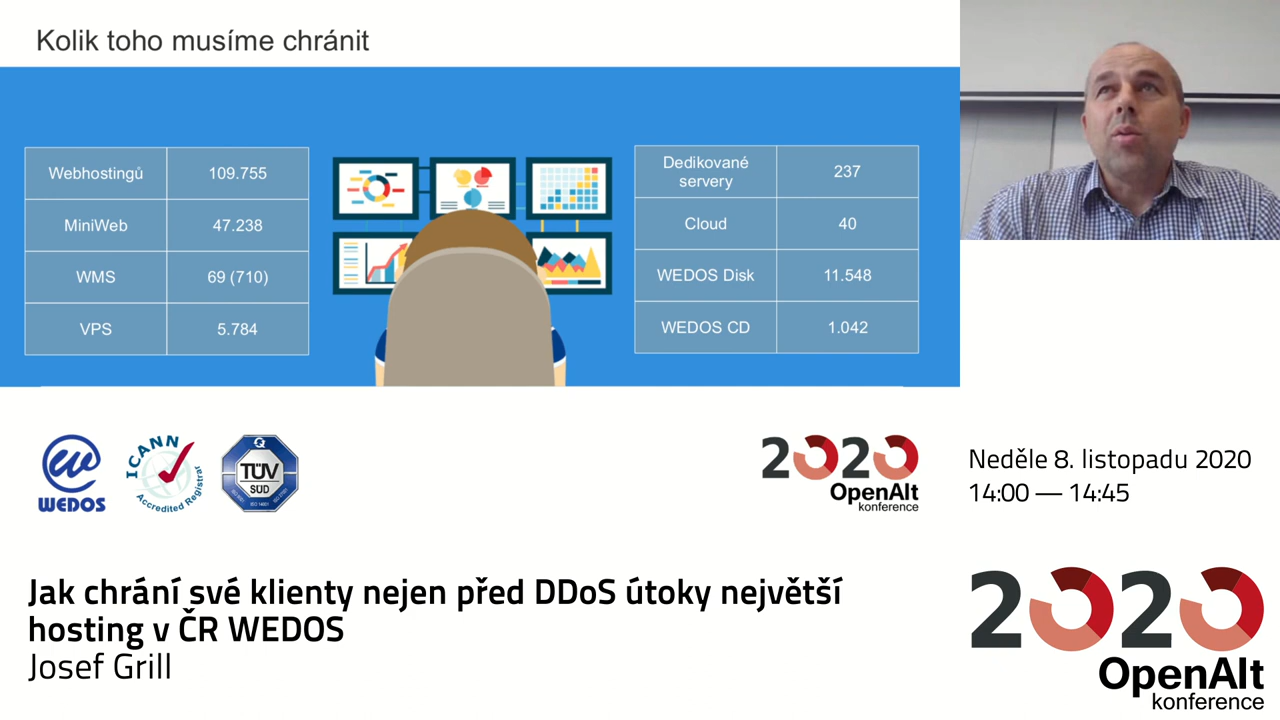 Kolik toho musíme chránit
Webhostingů 109.755
MiniWeb 47.238
WMS 69 (710)
VPS 5.784
Dedikované
servery 237
Cloud 40
WEDOS Disk 11.548
WEDOS CD 1.042
WEDOS
ICANN
Accredited Registrar
Q
TÜV
SÜD
2020
OpenAlt
konference
Neděle 8. listopadu 2020
14:00 — 14:45
Jak chrání své klienty nejen před DDoS útoky největší
hosting v ČR WEDOS
Josef Grill
2020
OpenAlt
konference